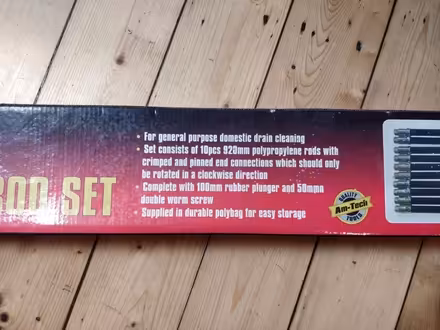 • For general purpose domestic drain cleaning
• Set consists of 10pcs 920mm polypropylene rods with
crimped and pinned end connections which should only
be rotated in a clockwise direction
• Complete with 100mm rubber plunger and 50mm
double worm screw
• Supplied in durable polybag for easy storage
ROD SET
QUALITY
Am-Tech
TOOLS